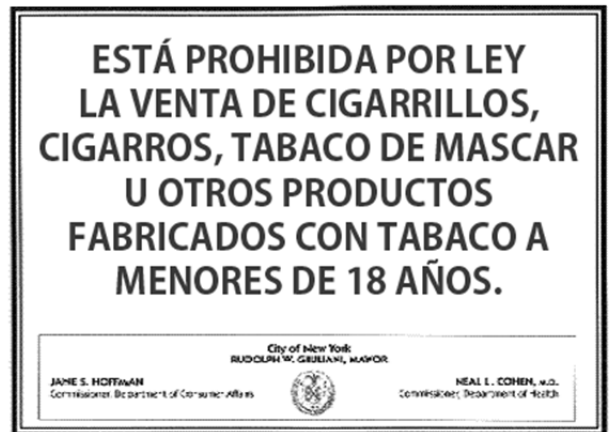 ESTÁ PROHIBIDA POR LEY
LA VENTA DE CIGARRILLOS,
CIGARROS, TABACO DE MASCAR
U OTROS PRODUCTOS
FABRICADOS CON TABACO A
MENORES DE 18 AÑOS.
City of New York
RUDOLPH W. GIULIANI, MAYOR
JANE S. HOFFMAN
Commissioner, Department of Consumer Affairs
NEAL L. COHEN, M.D.
Commissioner, Department of Health